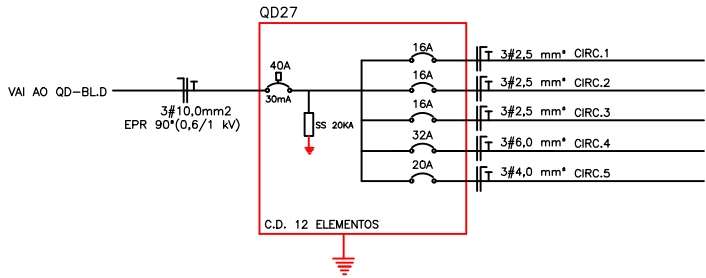 QD27
40A
30mA
VAI AO QD-BL.D
3#10,0mm2
EPR 90°(0,6/1 kV)
SS 20KA
16A
3#2,5 mm² CIRC.1
16A
3#2,5 mm² CIRC.2
16A
3#2,5 mm² CIRC.3
32A
3#6,0 mm² CIRC.4
20A
3#4,0 mm² CIRC.5
C.D. 12 ELEMENTOS